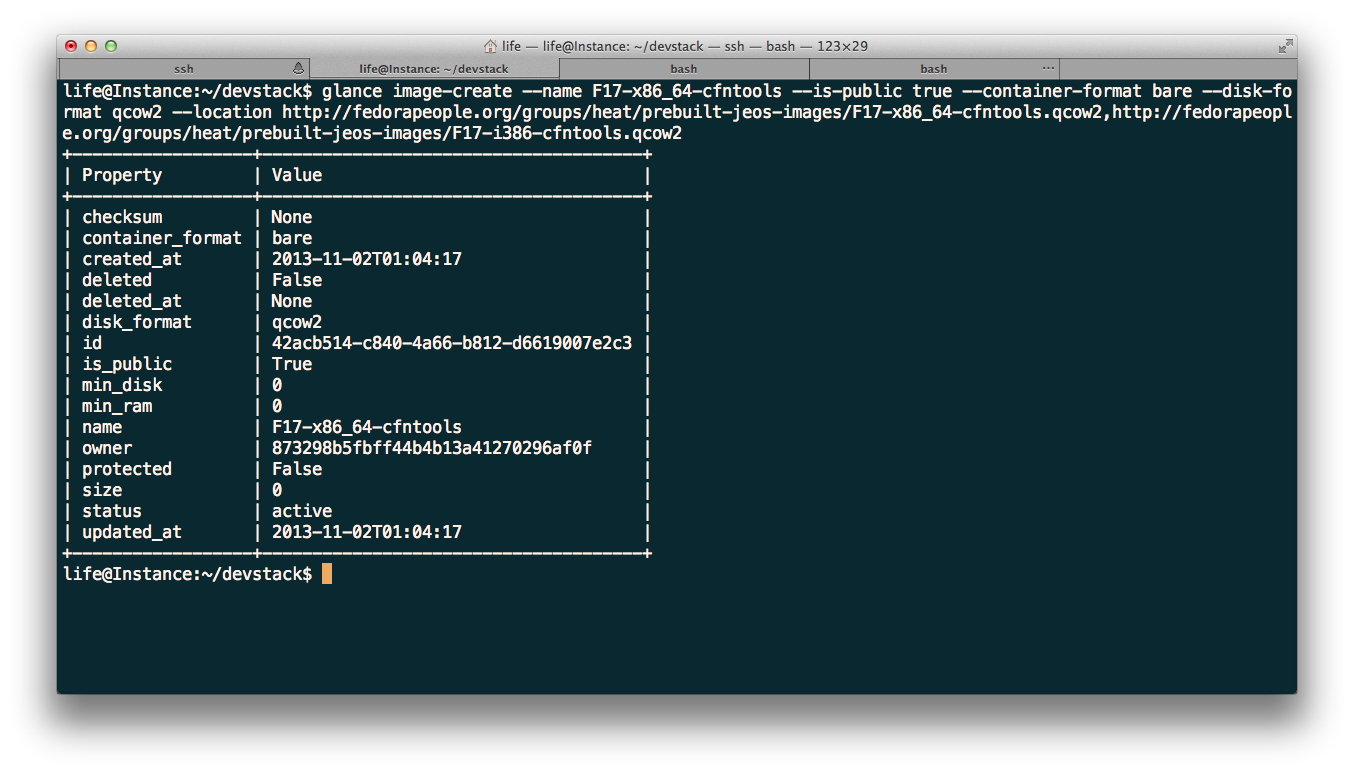 life — life@Instance: ~/devstack — ssh — bash — 123×29
ssh life@Instance: ~/devstack bash bash ...
life@Instance:~/devstack$ glance image-create --name F17-x86_64-cfntools --is-public true --container-format bare --disk-fo
rmat qcow2 --location http://fedorapeople.org/groups/heat/prebuilt-jeos-images/F17-x86_64-cfntools.qcow2,http://fedorapeopl
e.org/groups/heat/prebuilt-jeos-images/F17-i386-cfntools.qcow2
+------------------+--------------------------------------+
| Property         | Value                                |
+------------------+--------------------------------------+
| checksum         | None                                 |
| container_format | bare                                 |
| created_at       | 2013-11-02T01:04:17                  |
| deleted          | False                                |
| deleted_at       | None                                 |
| disk_format      | qcow2                                |
| id               | 42acb514-c840-4a66-b812-d6619007e2c3 |
| is_public        | True                                 |
| min_disk         | 0                                    |
| min_ram          | 0                                    |
| name             | F17-x86_64-cfntools                  |
| owner            | 873298b5fbff44b4b13a41270296af0f     |
| protected        | False                                |
| size             | 0                                    |
| status           | active                               |
| updated_at       | 2013-11-02T01:04:17                  |
+------------------+--------------------------------------+
life@Instance:~/devstack$